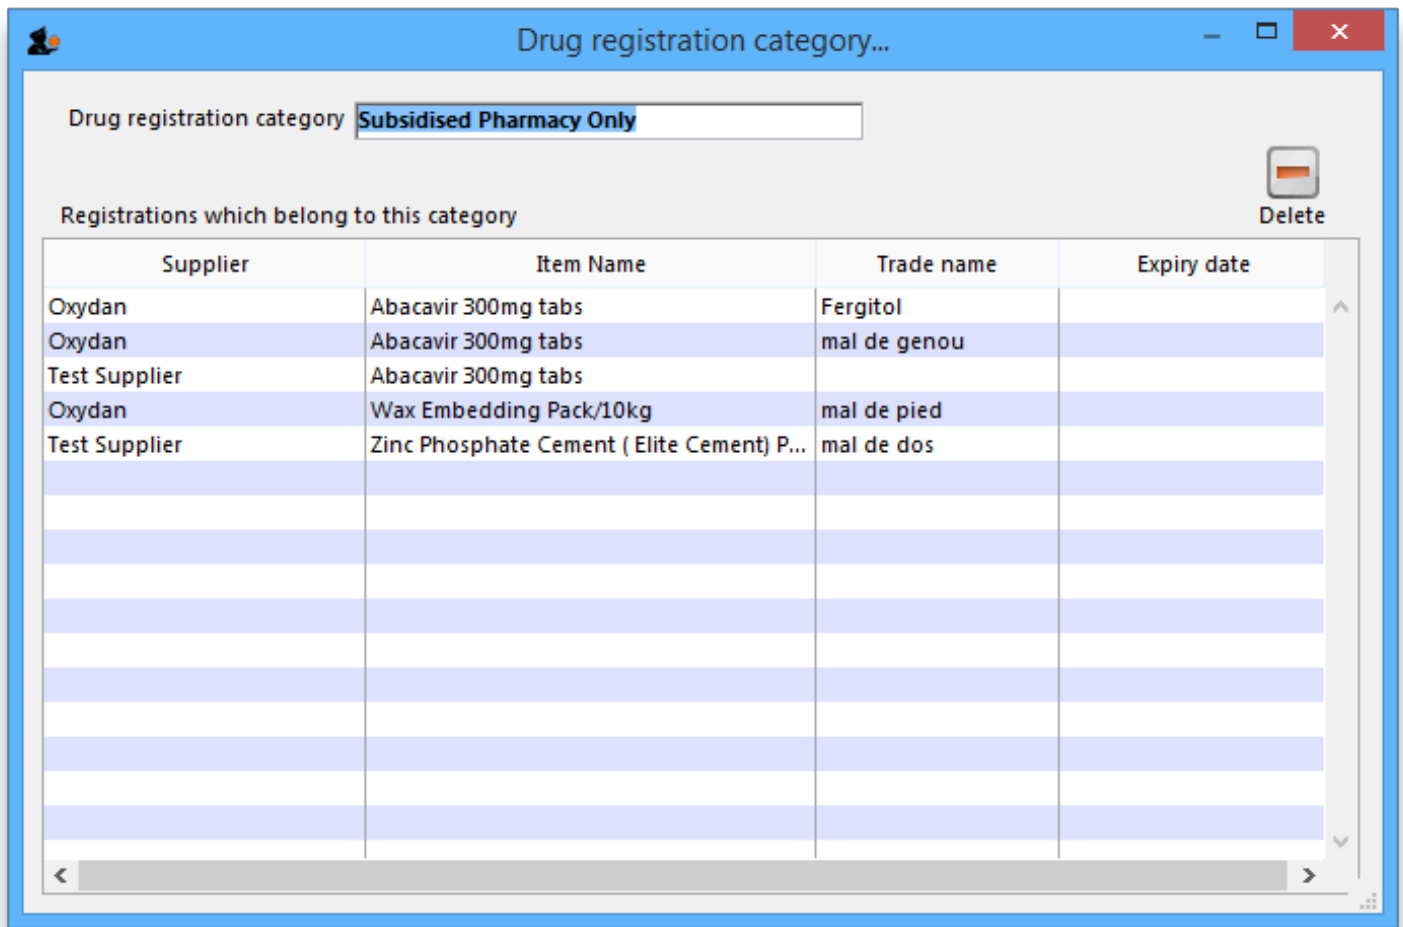 Drug registration category...
Drug registration category Subsidised Pharmacy Only
Delete
Registrations which belong to this category
Supplier Item Name Trade name Expiry date
Oxydan Abacavir 300mg tabs Fergitol
Oxydan Abacavir 300mg tabs mal de genou
Test Supplier Abacavir 300mg tabs
Oxydan Wax Embedding Pack/10kg mal de pied
Test Supplier Zinc Phosphate Cement ( Elite Cement) P... mal de dos